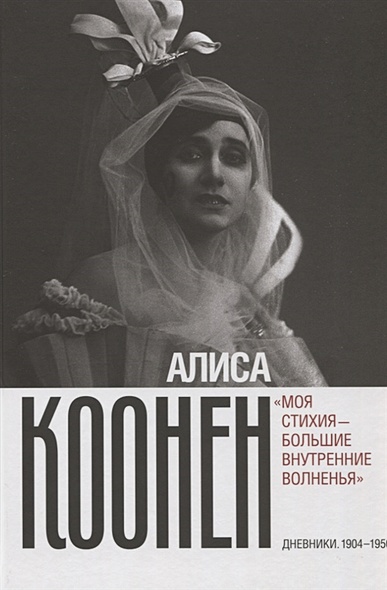 АЛИСА
КООНЕН
«МОЯ
СТИХИЯ—
БОЛЬШИЕ
ВНУТРЕННИЕ
ВОЛНЕНЬЯ»
ДНЕВНИКИ. 1904–1950